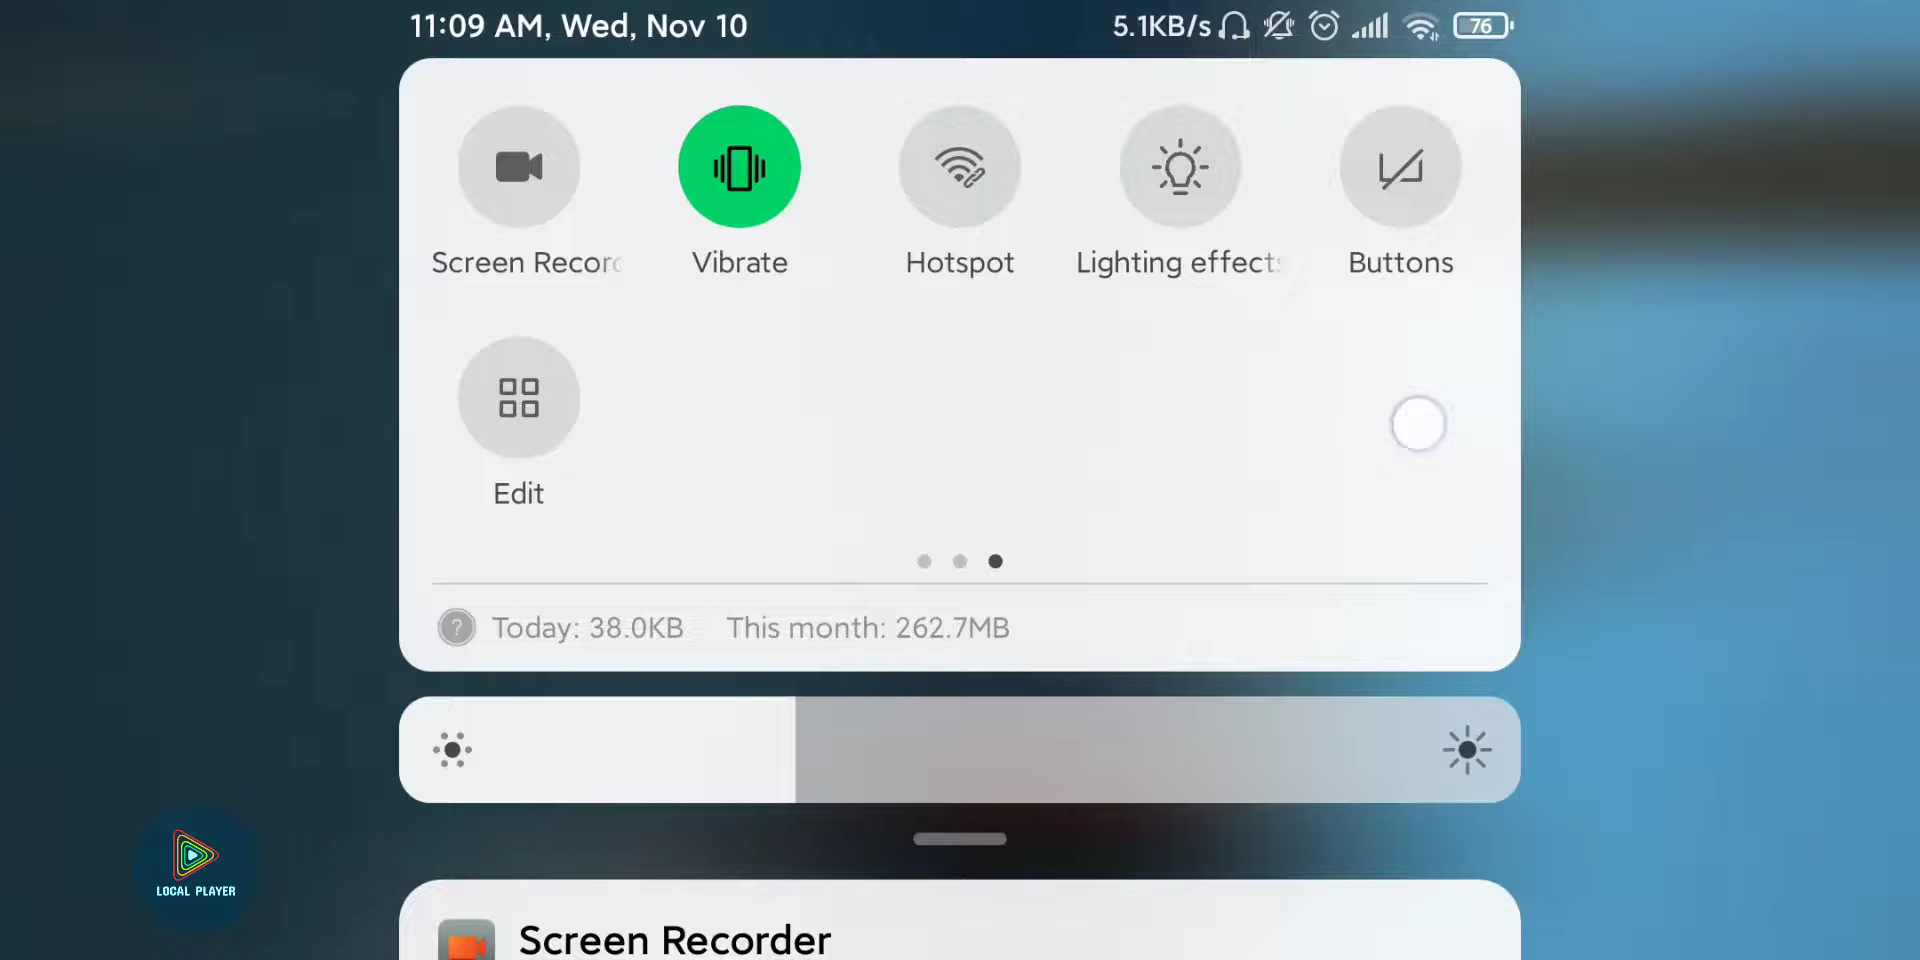 11:09 AM, Wed, Nov 10
5.1KB/s
76
Screen Recor
Vibrate
Hotspot
Lighting effects
Buttons
Edit
? Today: 38.0KB This month: 262.7MB
LOCAL PLAYER
Screen Recorder